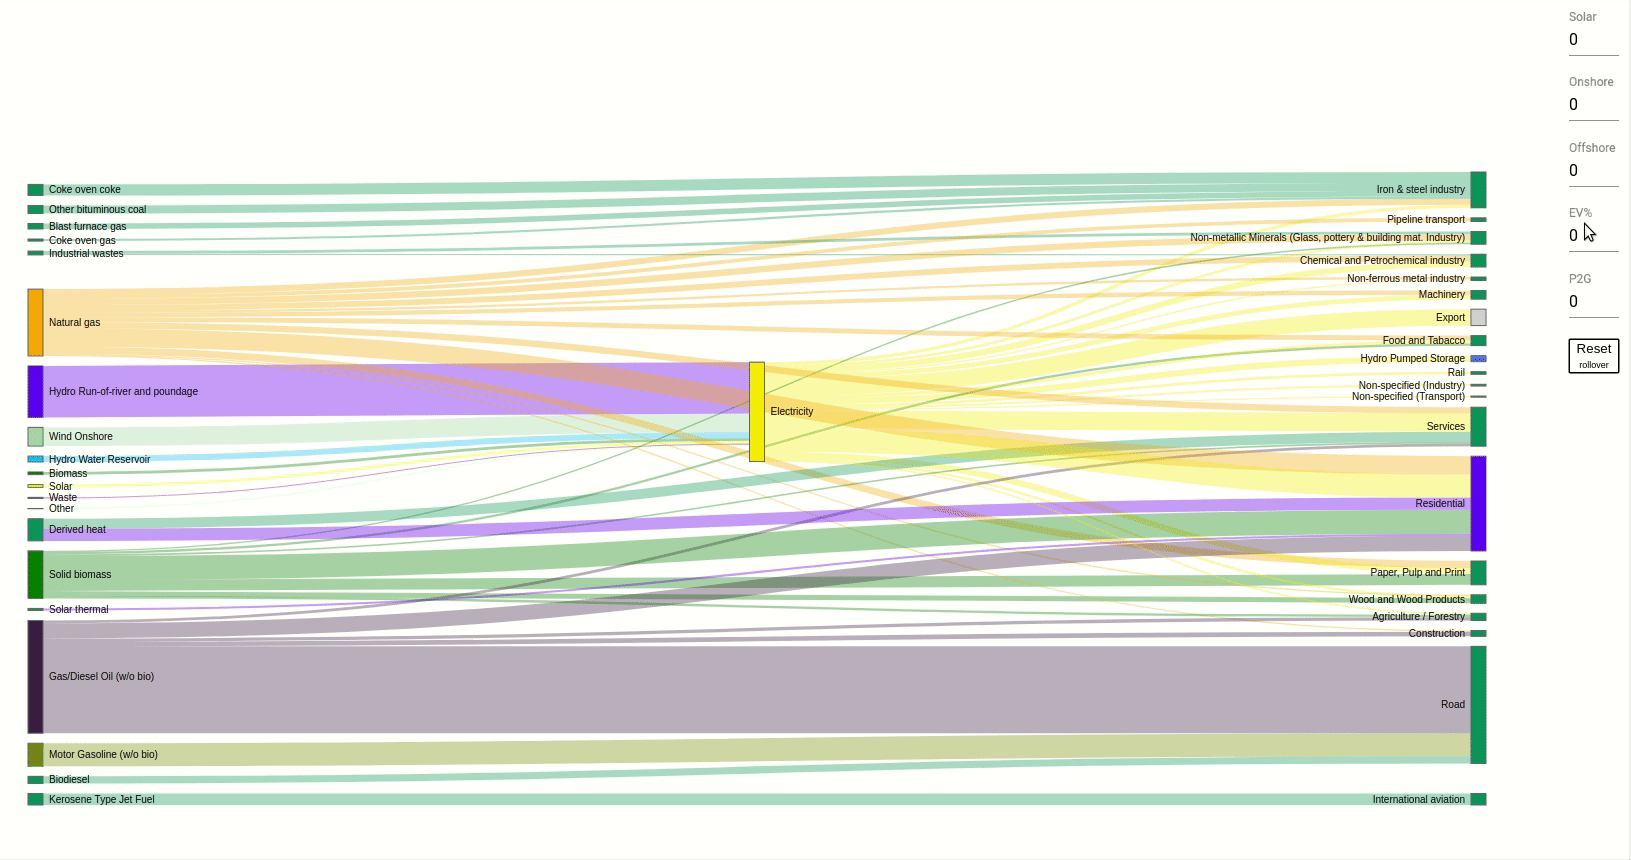 Solar
0
Onshore
0
Offshore
0
EV%
0
P2G
0
Reset
rollover
Coke oven coke
Other bituminous coal
Blast furnace gas
Coke oven gas
Industrial wastes
Natural gas
Hydro Run-of-river and poundage
Wind Onshore
Hydro Water Reservoir
Biomass
Solar
Waste
Other
Derived heat
Solid biomass
Solar thermal
Gas/Diesel Oil (w/o bio)
Motor Gasoline (w/o bio)
Biodiesel
Kerosene Type Jet Fuel
Electricity
Iron & steel industry
Pipeline transport
Non-metallic Minerals (Glass, pottery & building mat. Industry)
Chemical and Petrochemical industry
Non-ferrous metal industry
Machinery
Export
Food and Tabacco
Hydro Pumped Storage
Rail
Non-specified (Industry)
Non-specified (Transport)
Services
Residential
Paper, Pulp and Print
Wood and Wood Products
Agriculture / Forestry
Construction
Road
International aviation